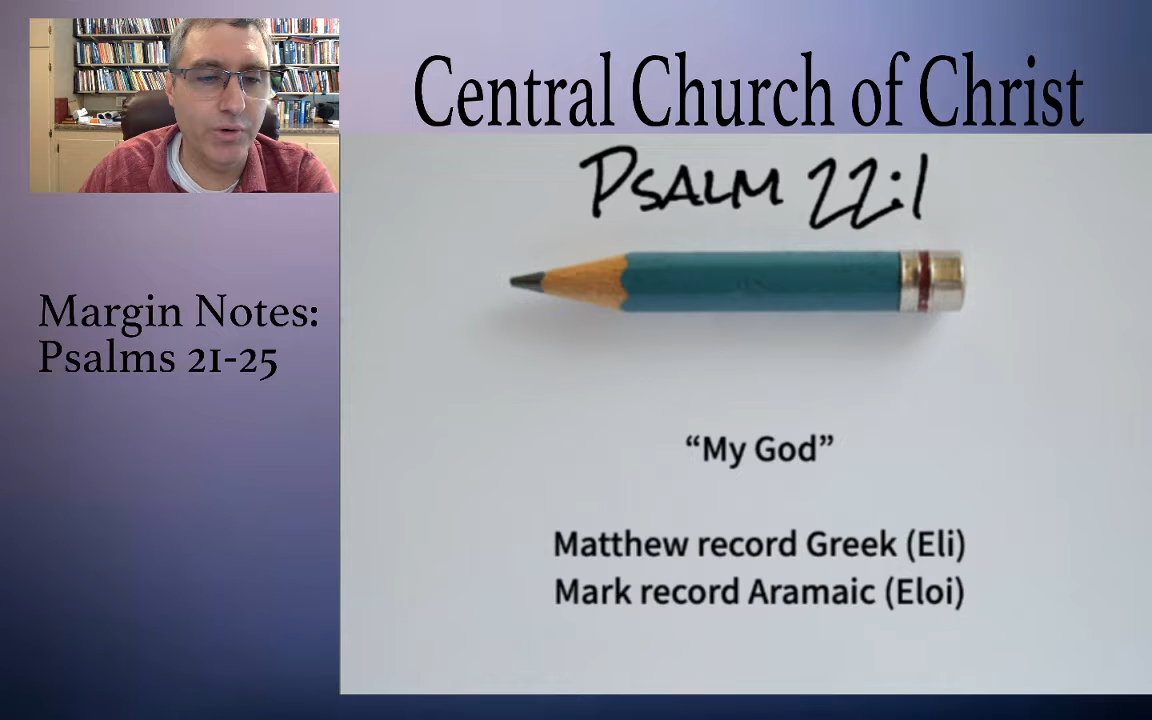 Central Church of Christ
Psalm 22:1
Margin Notes:
Psalms 21-25
“My God”
Matthew record Greek (Eli)
Mark record Aramaic (Eloi)